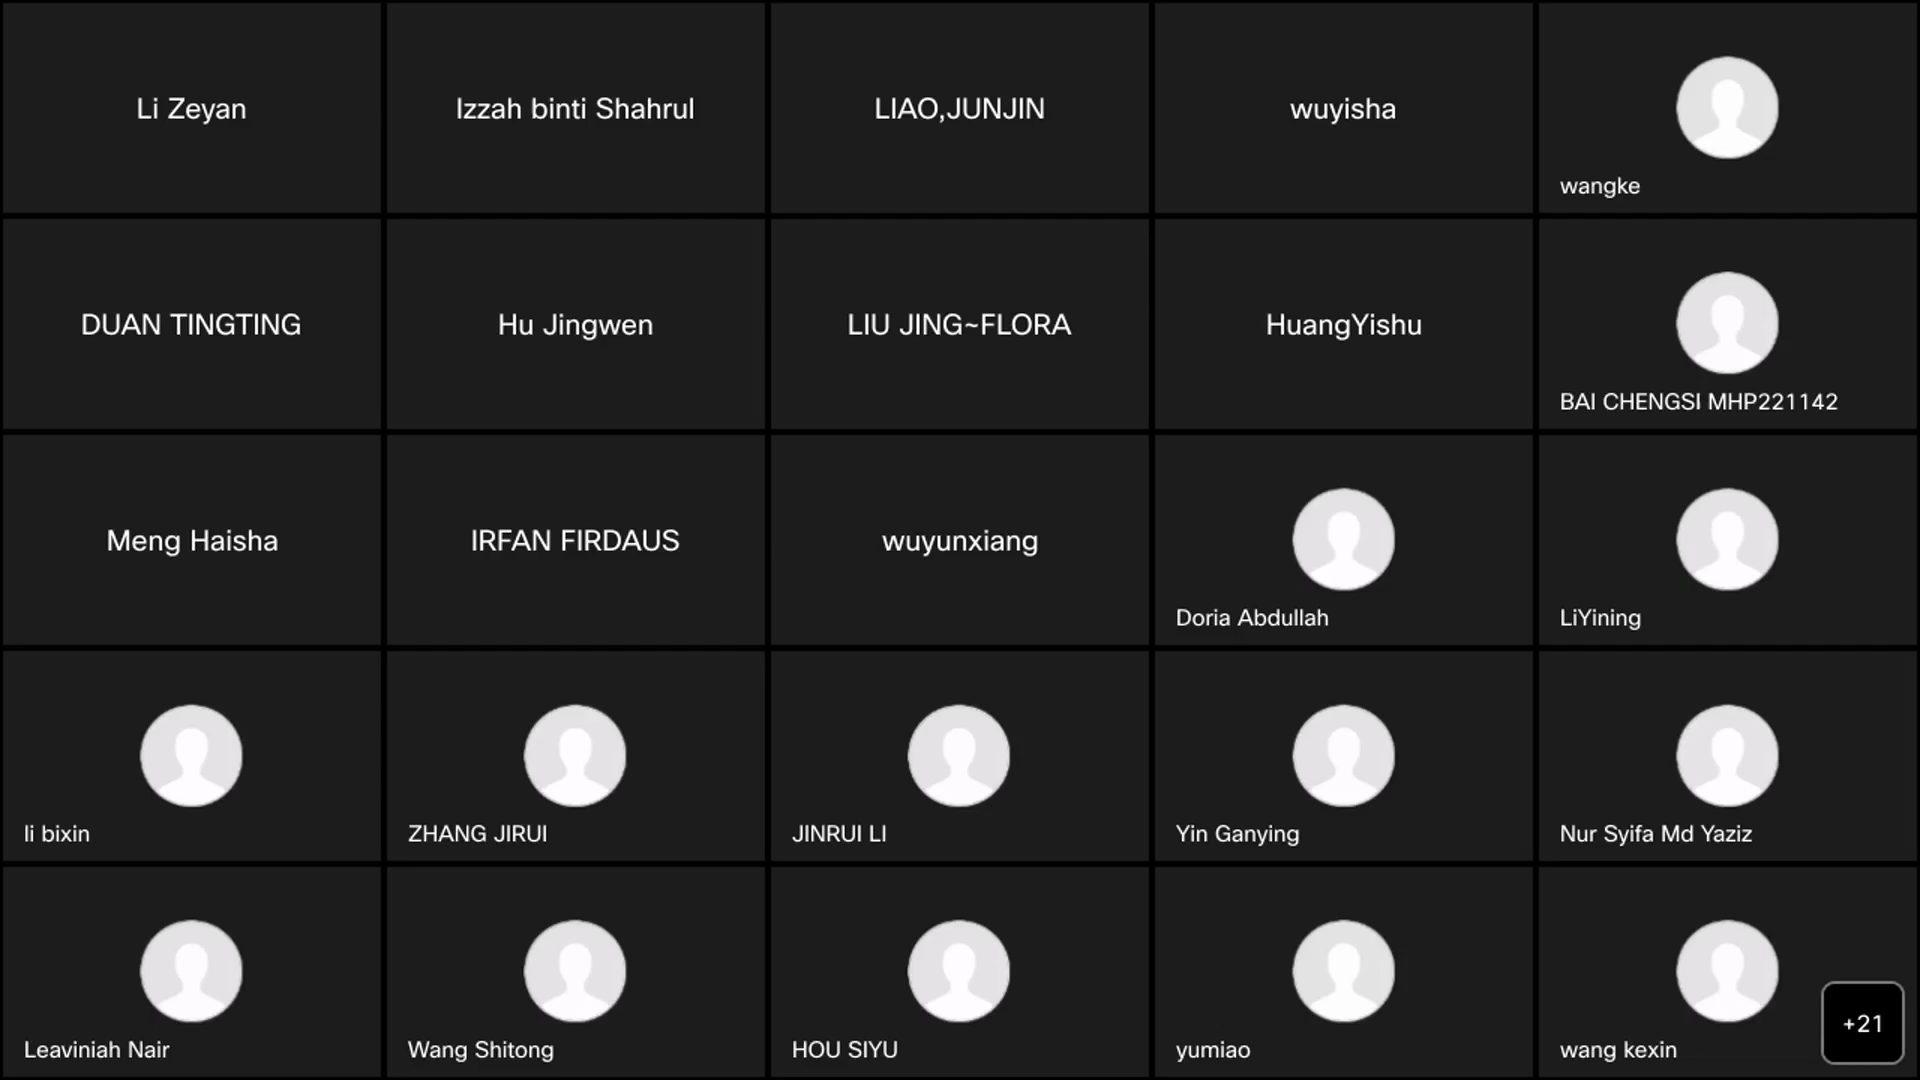 Li Zeyan
Izzah binti Shahrul
LIAO,JUNJIN
wuyisha
wangke
DUAN TINGTING
Hu Jingwen
LIU JING~FLORA
HuangYishu
BAI CHENGSI MHP221142
Meng Haisha
IRFAN FIRDAUS
wuyunxiang
Doria Abdullah
LiYining
li bixin
ZHANG JIRUI
JINRUI LI
Yin Ganying
Nur Syifa Md Yaziz
Leaviniah Nair
Wang Shitong
HOU SIYU
yumiao
wang kexin
+21